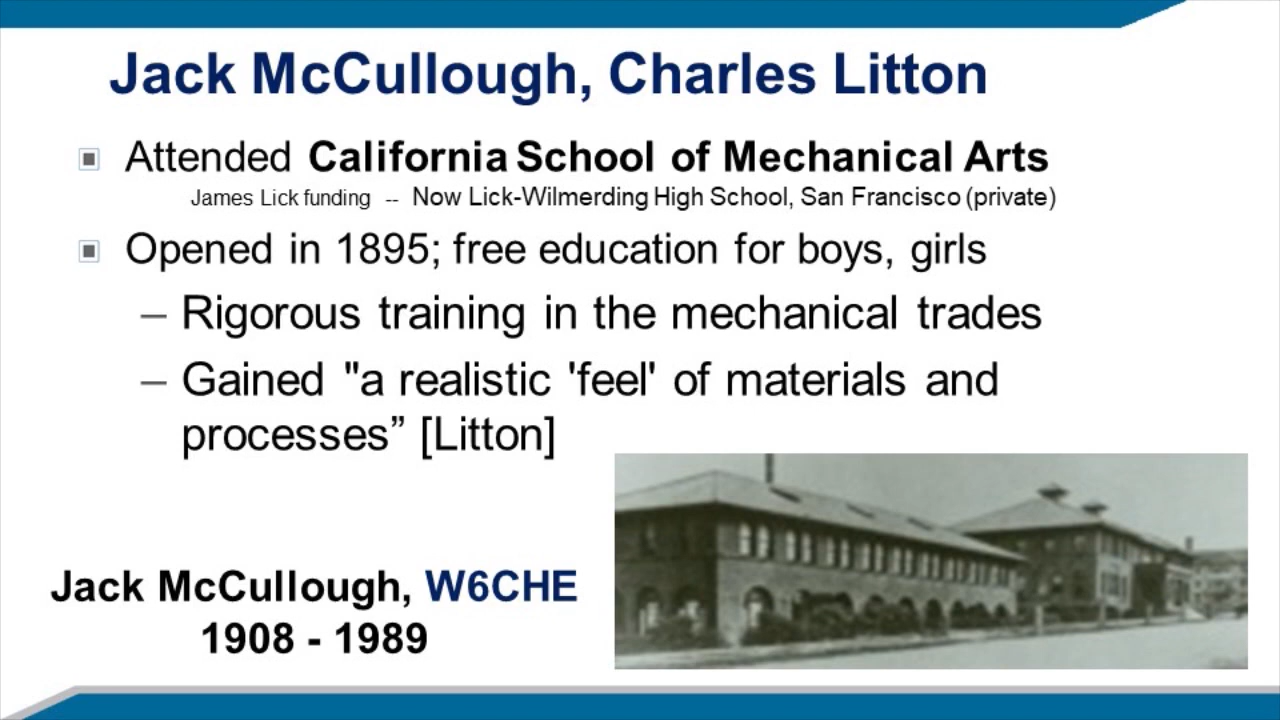 Jack McCullough, Charles Litton
Attended California School of Mechanical Arts
James Lick funding -- Now Lick-Wilmerding High School, San Francisco (private)
Opened in 1895; free education for boys, girls
– Rigorous training in the mechanical trades
– Gained "a realistic 'feel' of materials and
processes” [Litton]
Jack McCullough, W6CHE
1908 - 1989